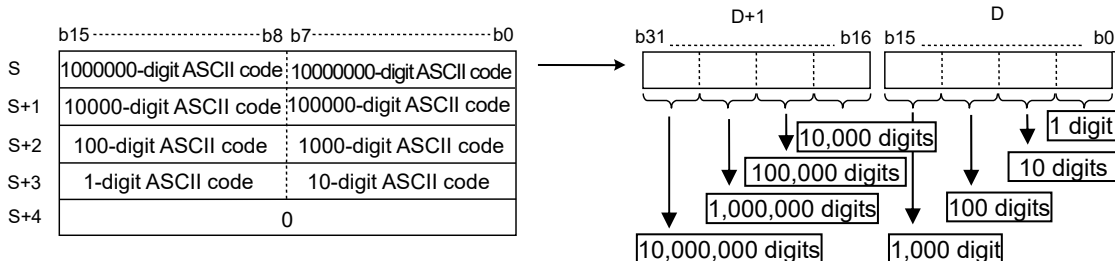 b15 b8 b7 b0
S 1000000-digit ASCII code 10000000-digit ASCII code
S+1 10000-digit ASCII code 100000-digit ASCII code
S+2 100-digit ASCII code 1000-digit ASCII code
S+3 1-digit ASCII code 10-digit ASCII code
S+4 0
D+1 D
b31 b16 b15 b0
1 digit
10,000 digits
10 digits
100,000 digits
1,000,000 digits 100 digits
10,000,000 digits 1,000 digit